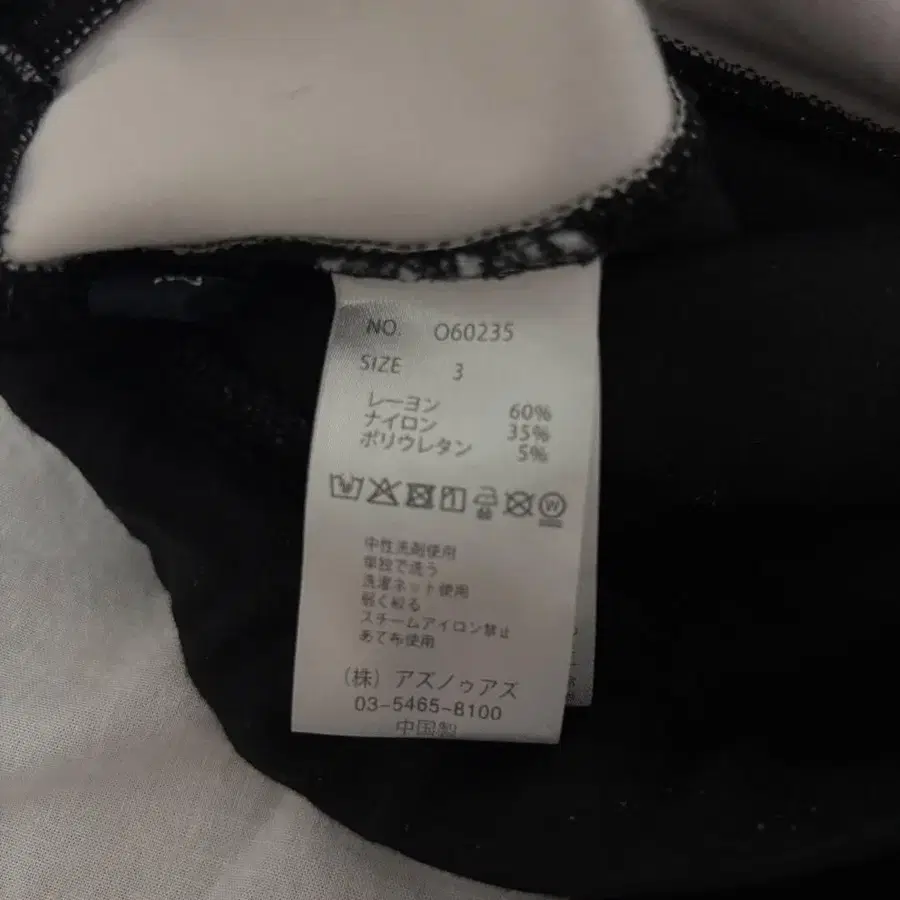 NO. O60235
SIZE 3
レーヨン 60%
ナイロン 35%
ポリウレタン 5%
W
中性洗剤使用
単独で洗う
洗濯ネット使用
弱く絞る
スチームアイロン禁止
あて布使用
(株) アズノゥアズ
03-5465-8100
中国製